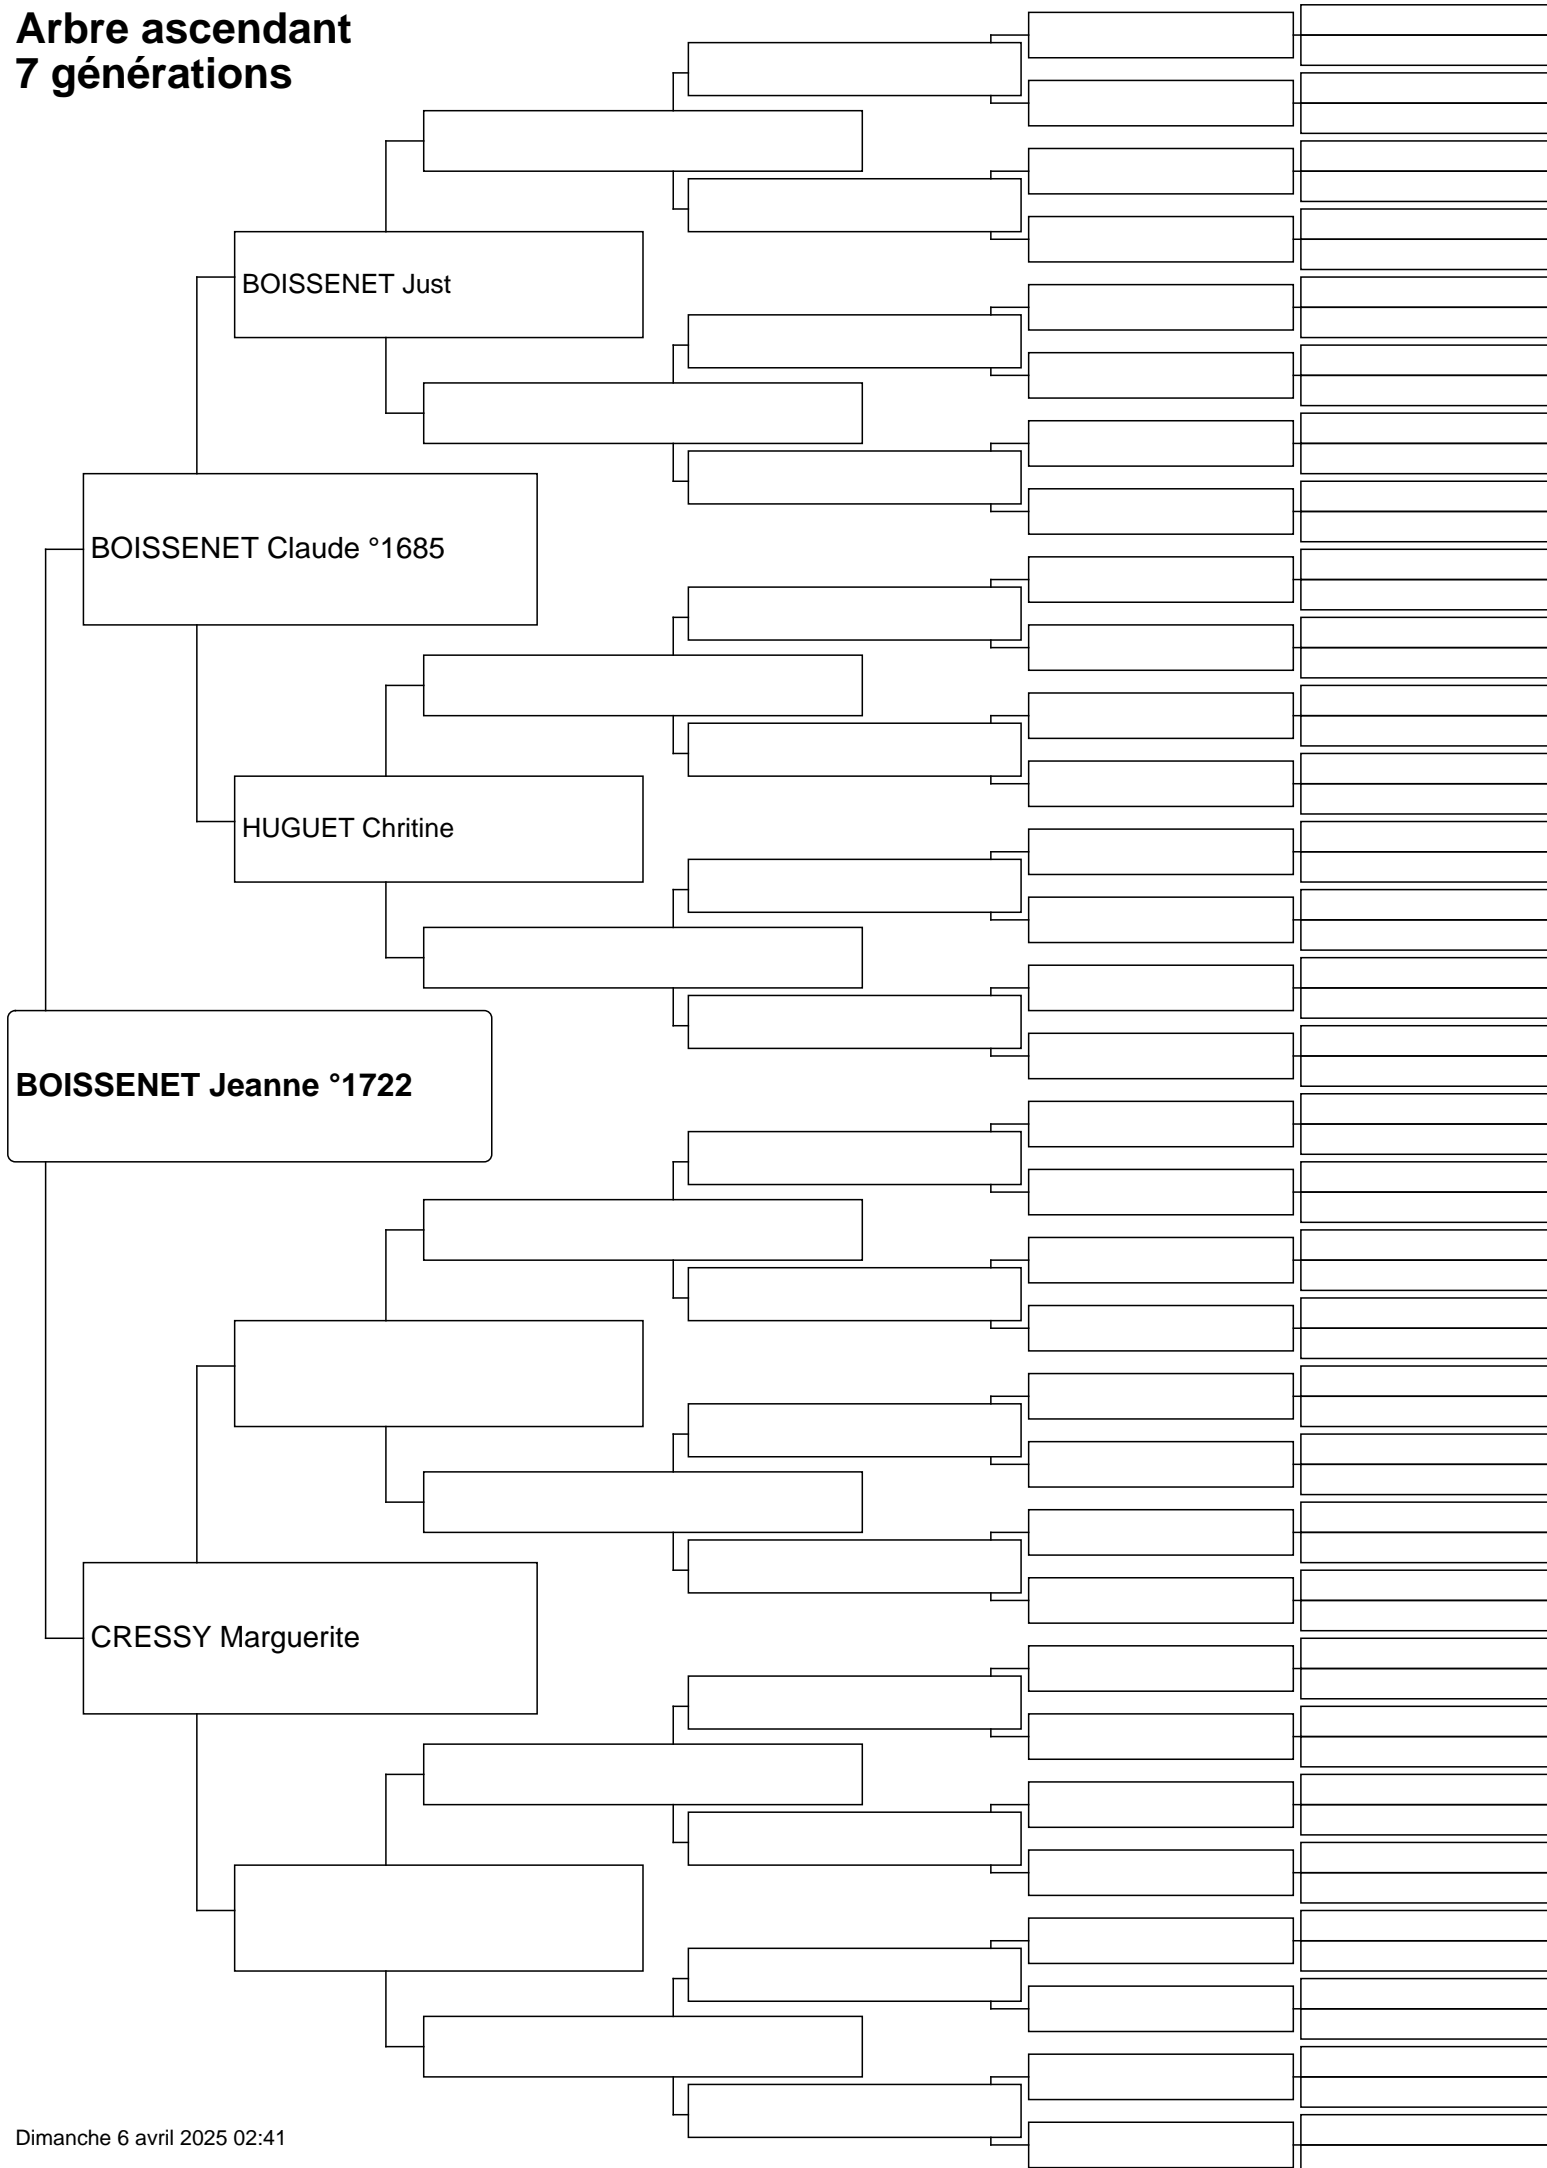 Arbre ascendant
7 générations
BOISSENET Just
BOISSENET Claude °1685
HUGUET Chritine
BOISSENET Jeanne °1722
CRESSY Marguerite
Dimanche 6 avril 2025 02:41